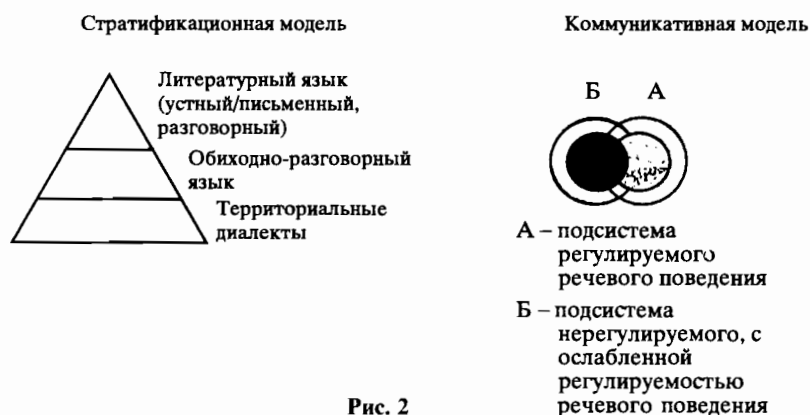 Стратификационная модель
Литературный язык
(устный/письменный,
разговорный)
Обиходно-разговорный
язык
Территориальные
диалекты
Коммуникативная модель
Б А
А – подсистема
регулируемого
речевого поведения
Б – подсистема
нерегулируемого, с
ослабленной
регулируемостью
речевого поведения
Рис. 2